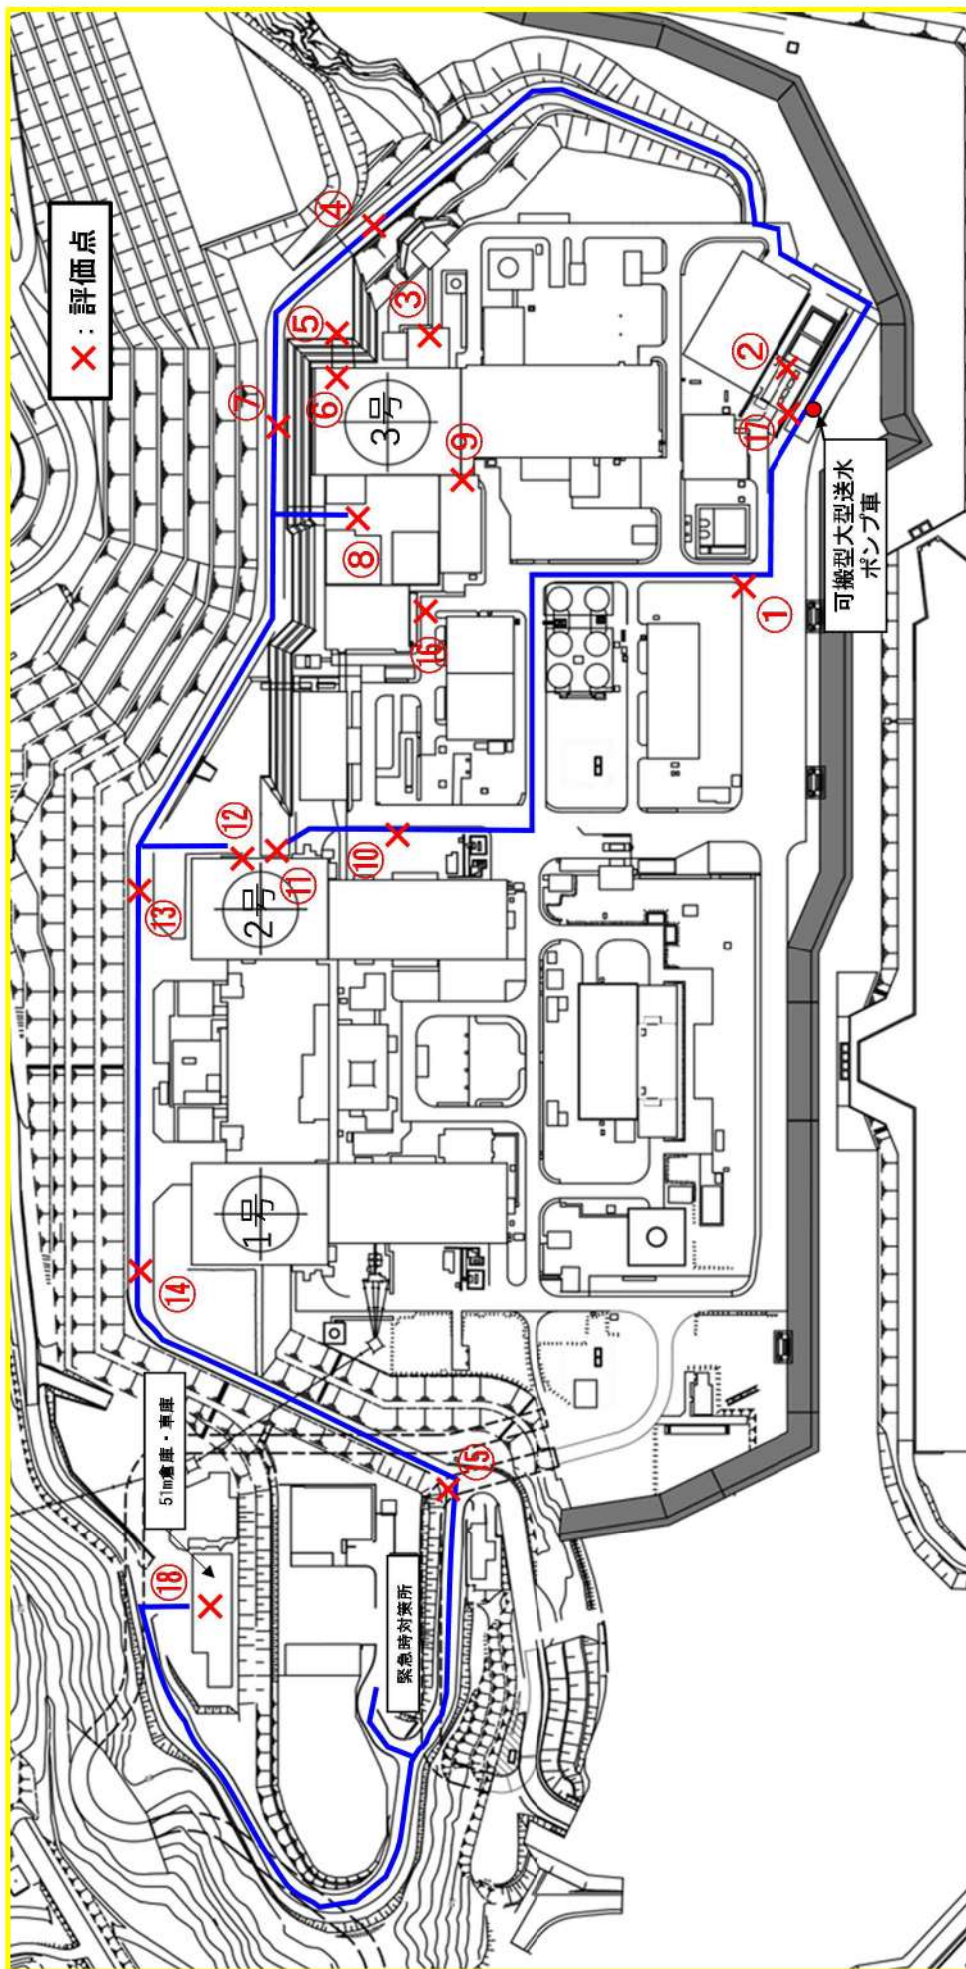 ×：評価点
④
③
⑤
⑦
⑥
3号
⑨
②
⑰
可搬型大型送水
ポンプ車
⑧
①
⑯
⑫
⑩
⑪
⑬
2号
1号
⑭
51m倉庫・車庫
⑮
⑱
緊急時対策所